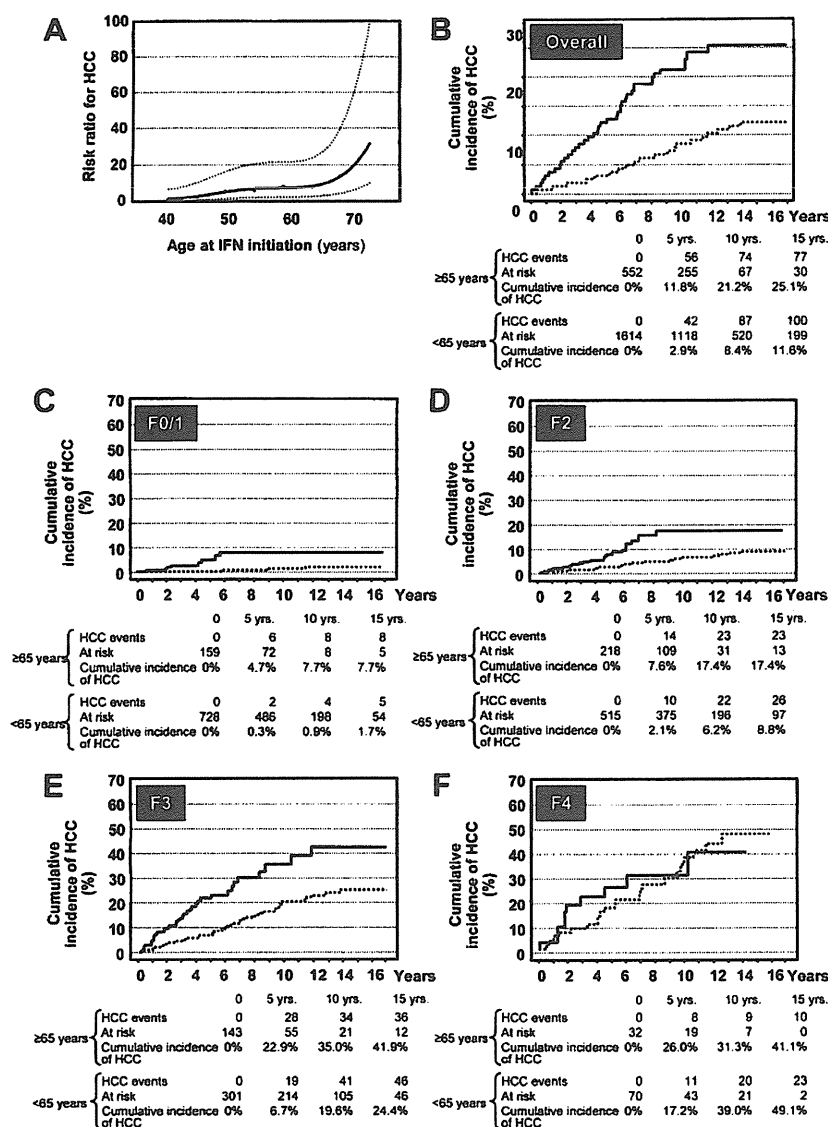 A
Risk ratio for HCC
100
80
60
40
20
0
40 50 60 70
Age at IFN initiation (years)
B
Overall
Cumulative
incidence of HCC
(%)
30
20
10
0
0 2 4 6 8 10 12 14 16 Years
0 5 yrs. 10 yrs. 15 yrs.
≥65 years
HCC events 0 56 74 77
At risk 552 255 67 30
Cumulative incidence 0% 11.8% 21.2% 25.1%
of HCC
<65 years
HCC events 0 42 87 100
At risk 1614 1118 520 199
Cumulative incidence 0% 2.9% 8.4% 11.6%
of HCC
C
F0/1
Cumulative
incidence of HCC
(%)
70
60
50
40
30
20
10
0
0 2 4 6 8 10 12 14 16 Years
0 5 yrs. 10 yrs. 15 yrs.
≥65 years
HCC events 0 6 8 8
At risk 159 72 8 5
Cumulative incidence 0% 4.7% 7.7% 7.7%
of HCC
<65 years
HCC events 0 2 4 5
At risk 728 486 198 54
Cumulative incidence 0% 0.3% 0.9% 1.7%
of HCC
D
F2
Cumulative
incidence of HCC
(%)
70
60
50
40
30
20
10
0
0 2 4 6 8 10 12 14 16 Years
0 5 yrs. 10 yrs. 15 yrs.
≥65 years
HCC events 0 14 23 23
At risk 218 109 31 13
Cumulative incidence 0% 7.6% 17.4% 17.4%
of HCC
<65 years
HCC events 0 10 22 26
At risk 515 375 196 97
Cumulative incidence 0% 2.1% 6.2% 8.8%
of HCC
E
F3
Cumulative
incidence of HCC
(%)
70
60
50
40
30
20
10
0
0 2 4 6 8 10 12 14 16 Years
0 5 yrs. 10 yrs. 15 yrs.
≥65 years
HCC events 0 28 34 36
At risk 143 55 21 12
Cumulative incidence 0% 22.9% 35.0% 41.9%
of HCC
<65 years
HCC events 0 19 41 46
At risk 301 214 105 46
Cumulative incidence 0% 6.7% 19.6% 24.4%
of HCC
F
F4
Cumulative
incidence of HCC
(%)
70
60
50
40
30
20
10
0
0 2 4 6 8 10 12 14 16 Years
0 5 yrs. 10 yrs. 15 yrs.
≥65 years
HCC events 0 8 9 10
At risk 32 19 7 0
Cumulative incidence 0% 26.0% 31.3% 41.1%
of HCC
<65 years
HCC events 0 11 20 23
At risk 70 43 21 2
Cumulative incidence 0% 17.2% 39.0% 49.1%
of HCC